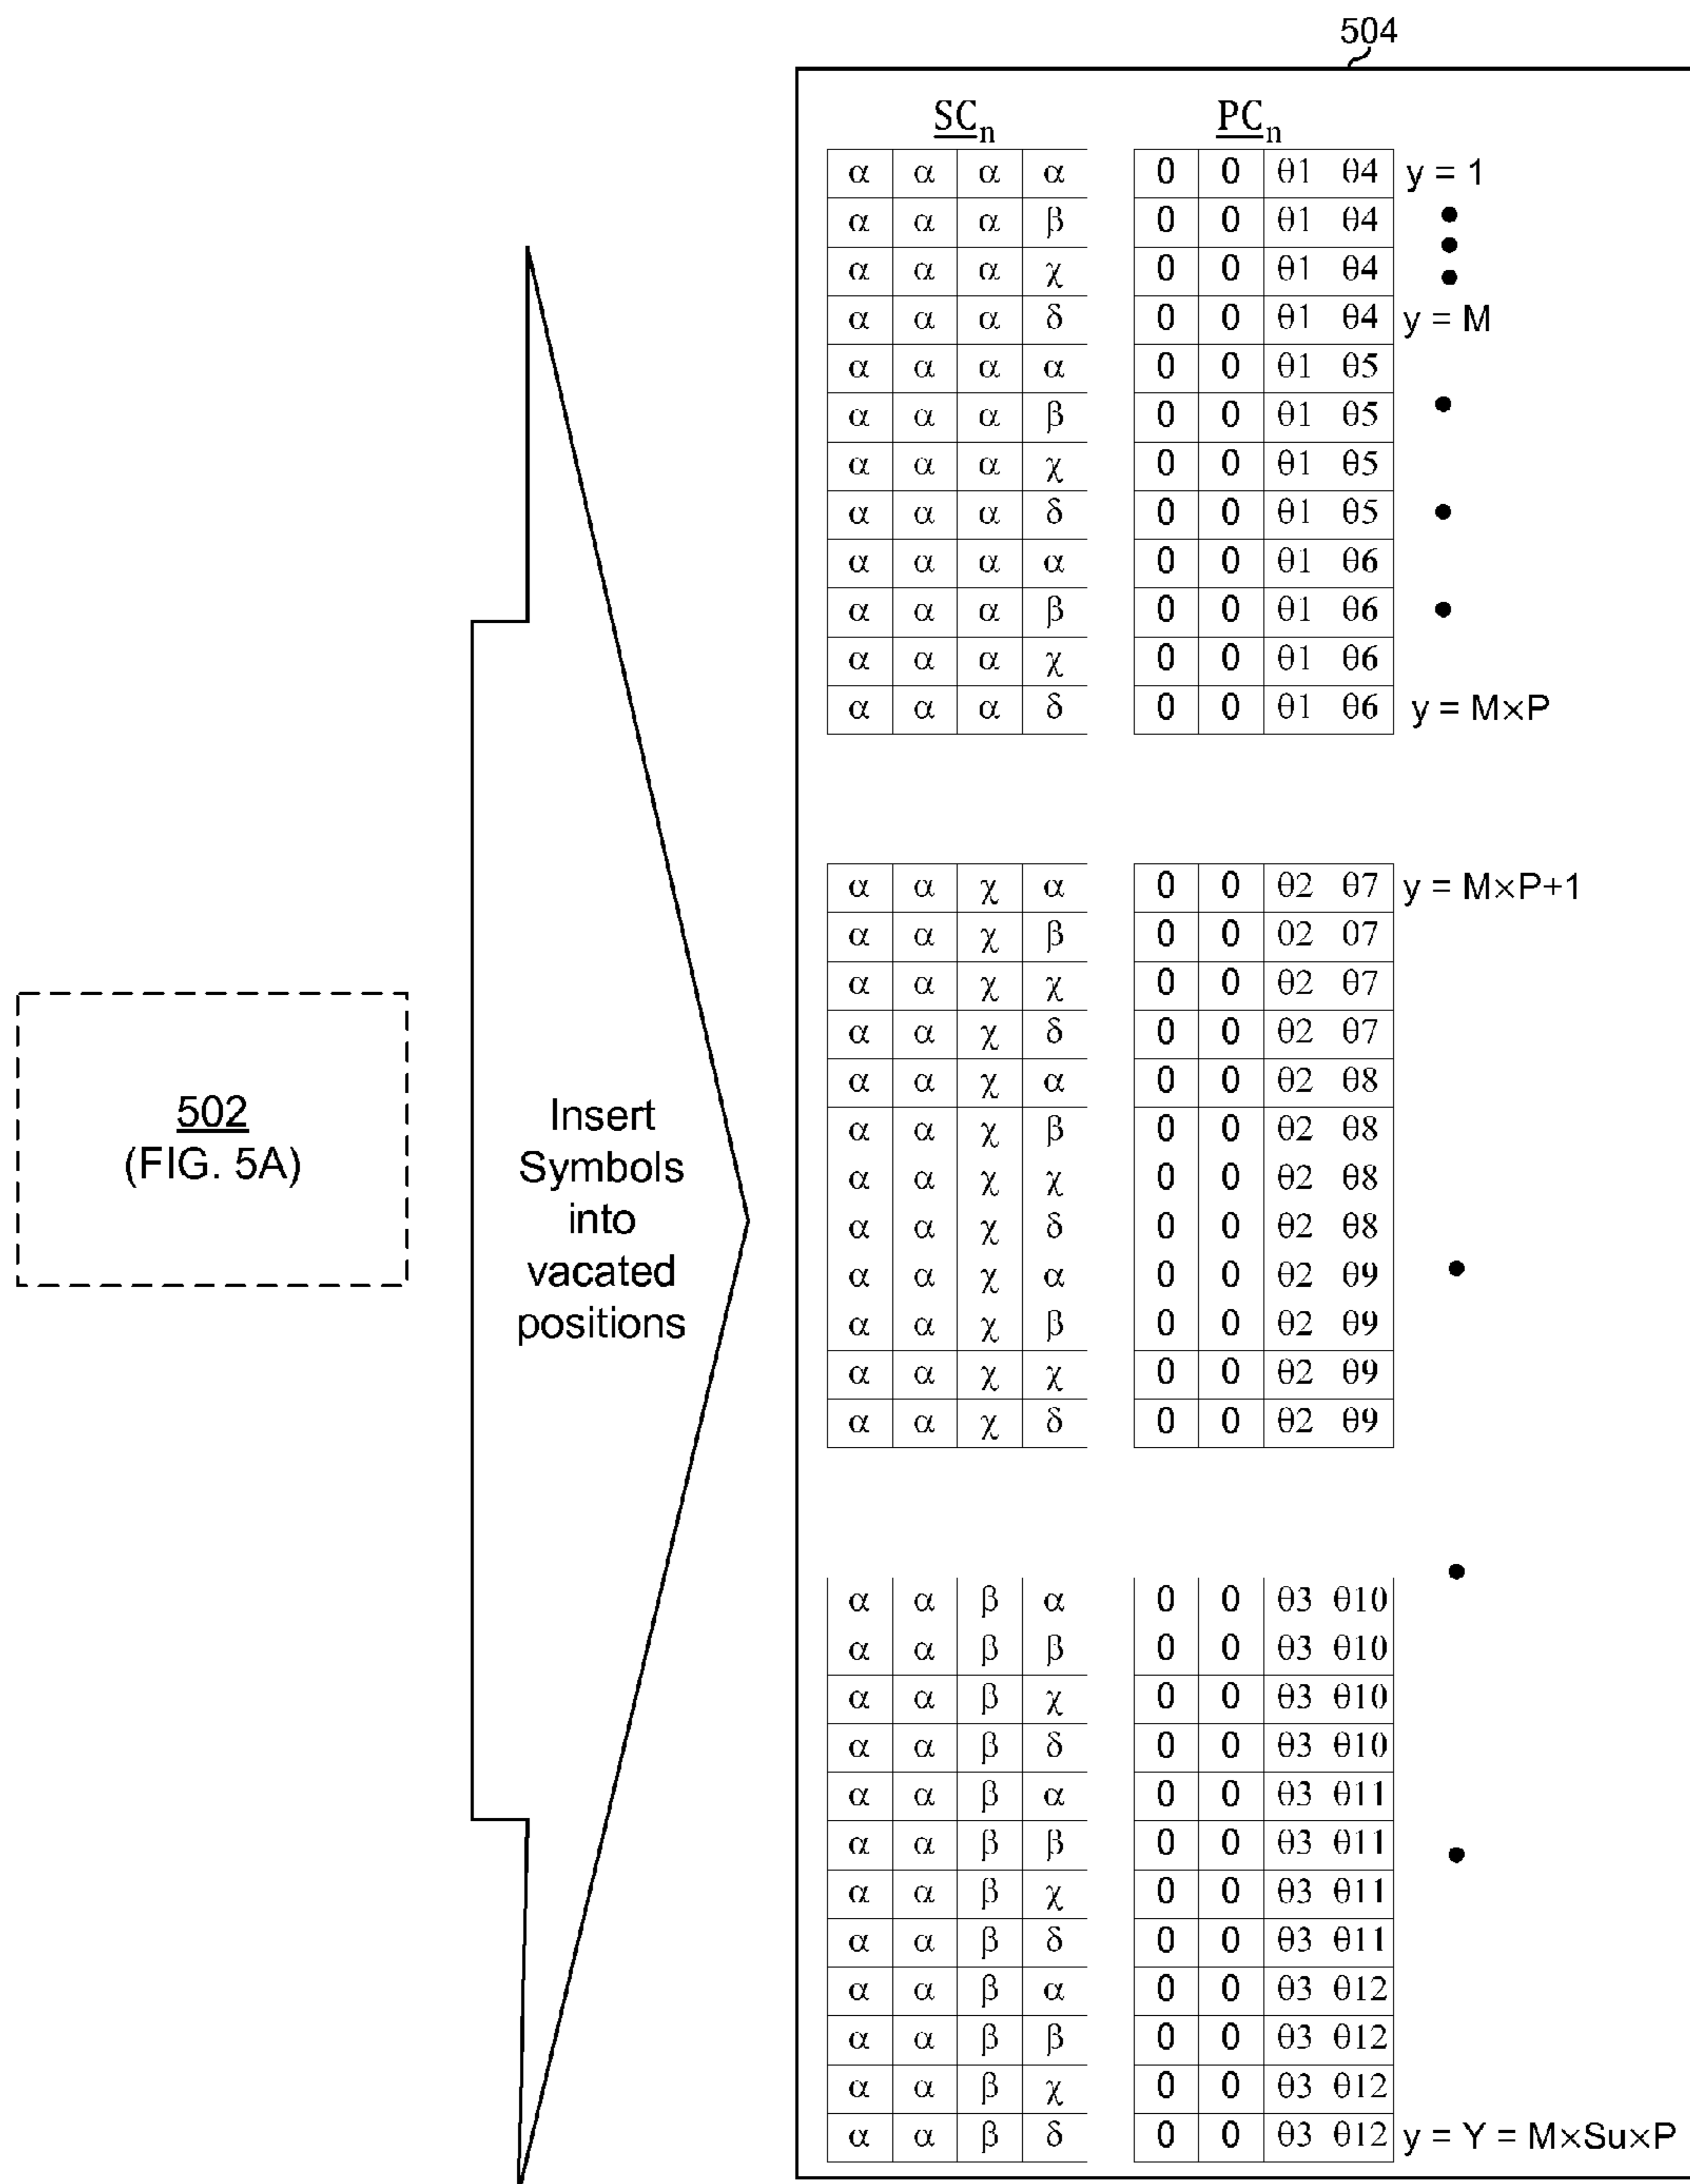 504
SCₙ PCₙ
α α α α 0 0 θ1 θ4 y = 1
α α α β 0 0 θ1 θ4
α α α χ 0 0 θ1 θ4
α α α δ 0 0 θ1 θ4 y = M
α α α α 0 0 θ1 θ5
α α α β 0 0 θ1 θ5
α α α χ 0 0 θ1 θ5
α α α δ 0 0 θ1 θ5
α α α α 0 0 θ1 θ6
α α α β 0 0 θ1 θ6
α α α χ 0 0 θ1 θ6
α α α δ 0 0 θ1 θ6 y = M×P
α α χ α 0 0 θ2 θ7 y = M×P+1
α α χ β 0 0 θ2 θ7
α α χ χ 0 0 θ2 θ7
α α χ δ 0 0 θ2 θ7
α α χ α 0 0 θ2 θ8
α α χ β 0 0 θ2 θ8
α α χ χ 0 0 θ2 θ8
α α χ δ 0 0 θ2 θ8
α α χ α 0 0 θ2 θ9
α α χ β 0 0 θ2 θ9
α α χ χ 0 0 θ2 θ9
α α χ δ 0 0 θ2 θ9
α α β α 0 0 θ3 θ10
α α β β 0 0 θ3 θ10
α α β χ 0 0 θ3 θ10
α α β δ 0 0 θ3 θ10
α α β α 0 0 θ3 θ11
α α β β 0 0 θ3 θ11
α α β χ 0 0 θ3 θ11
α α β δ 0 0 θ3 θ11
α α β α 0 0 θ3 θ12
α α β β 0 0 θ3 θ12
α α β χ 0 0 θ3 θ12
α α β δ 0 0 θ3 θ12 y = Y = M×Su×P
502
(FIG. 5A)
Insert
Symbols
into
vacated
positions